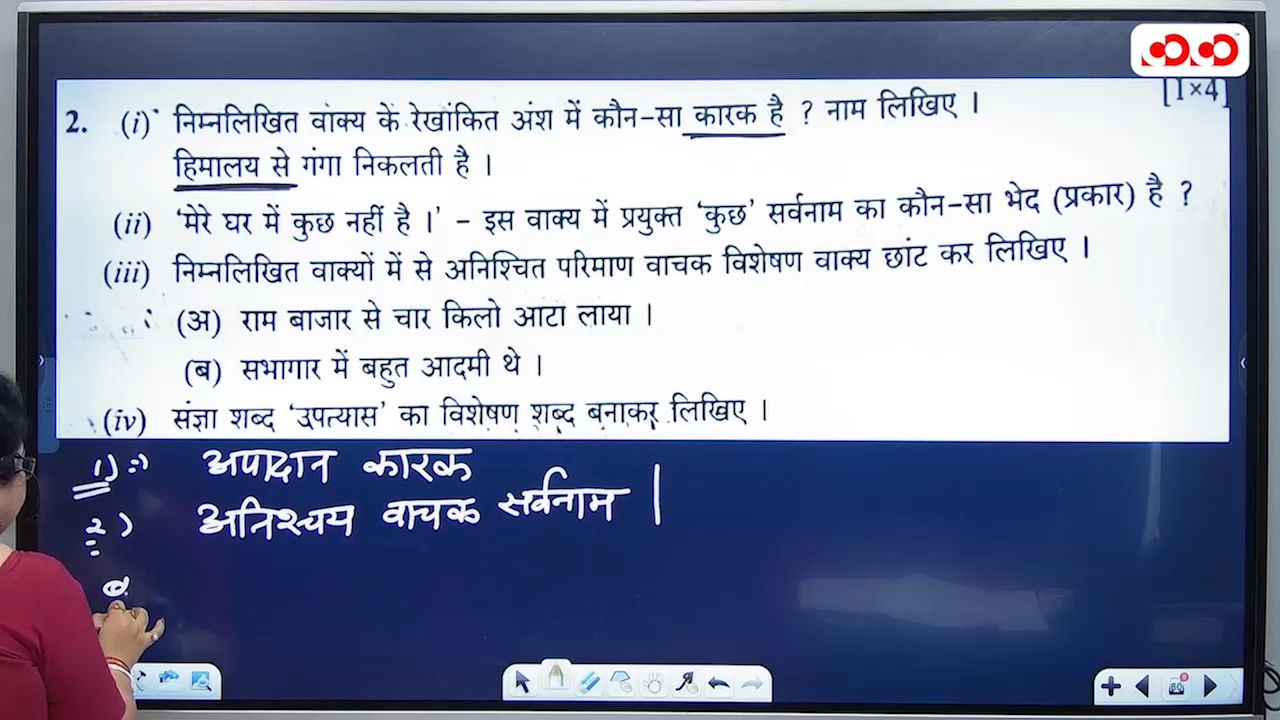 [1×4]
2. (i) निम्नलिखित वाक्य के रेखांकित अंश में कौन-सा कारक है ? नाम लिखिए ।
हिमालय से गंगा निकलती है ।
(ii) 'मेरे घर में कुछ नहीं है ।' - इस वाक्य में प्रयुक्त 'कुछ' सर्वनाम का कौन-सा भेद (प्रकार) है ?
(iii) निम्नलिखित वाक्यों में से अनिश्चित परिमाण वाचक विशेषण वाक्य छांट कर लिखिए ।
(अ) राम बाजार से चार किलो आटा लाया ।
(ब) सभागार में बहुत आदमी थे ।
(iv) संज्ञा शब्द 'उपत्यास' का विशेषण शब्द बनाकर लिखिए ।
1) :-) अपादान कारक
2) अनिश्चय वाचक सर्वनाम |